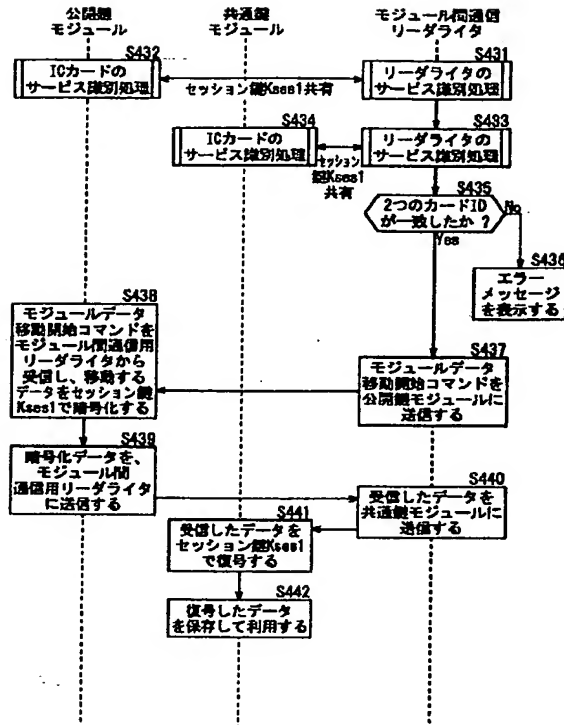 公開鍵
モジュール
共通鍵
モジュール
モジュール間通信
リーダライタ
S432
ICカードの
サービス識別処理
セッション鍵Kses1共有
S431
リーダライタの
サービス識別処理
S434
ICカードの
サービス識別処理
セッション
鍵Kses1
共有
S433
リーダライタの
サービス識別処理
S435
2つのカードID
が一致したか ?
No
Yes
S436
エラー
メッセージ
を表示する
S438
モジュールデータ
移動開始コマンドを
モジュール間通信用
リーダライタから
受信し、移動する
データをセッション鍵
Kses1で暗号化する
S437
モジュールデータ
移動開始コマンドを
公開鍵モジュールに
送信する
S439
暗号化データを、
モジュール間
通信用リーダライタ
に送信する
S440
受信したデータを
共通鍵モジュールに
送信する
S441
受信したデータを
セッション鍵Kses1
で復号する
S442
復号したデータ
を保存して利用する